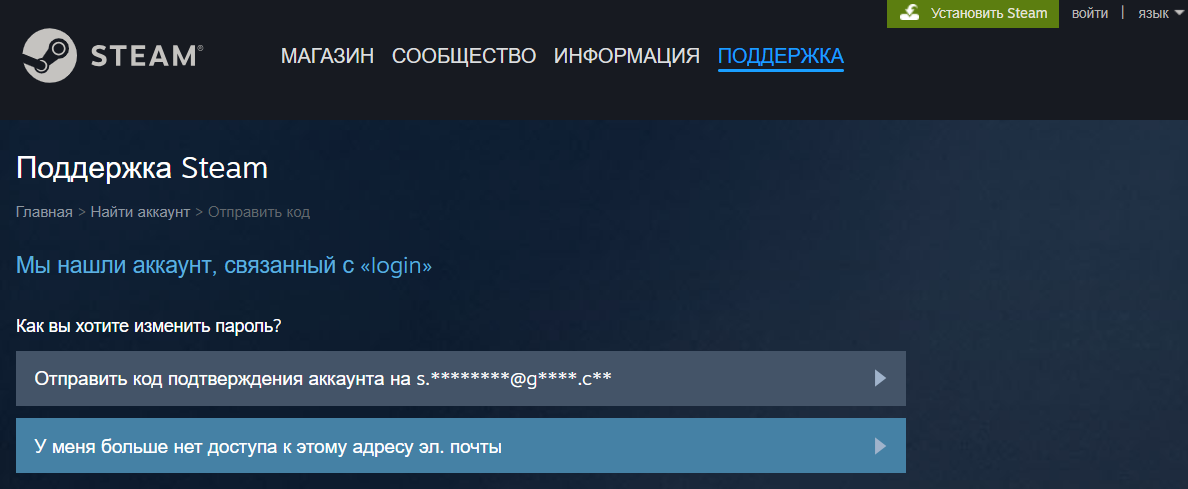 Установить Steam войти | язык
STEAM®
МАГАЗИН СООБЩЕСТВО ИНФОРМАЦИЯ ПОДДЕРЖКА
Поддержка Steam
Главная > Найти аккаунт > Отправить код
Мы нашли аккаунт, связанный с «login»
Как вы хотите изменить пароль?
Отправить код подтверждения аккаунта на s.********@g****.c**
У меня больше нет доступа к этому адресу эл. почты